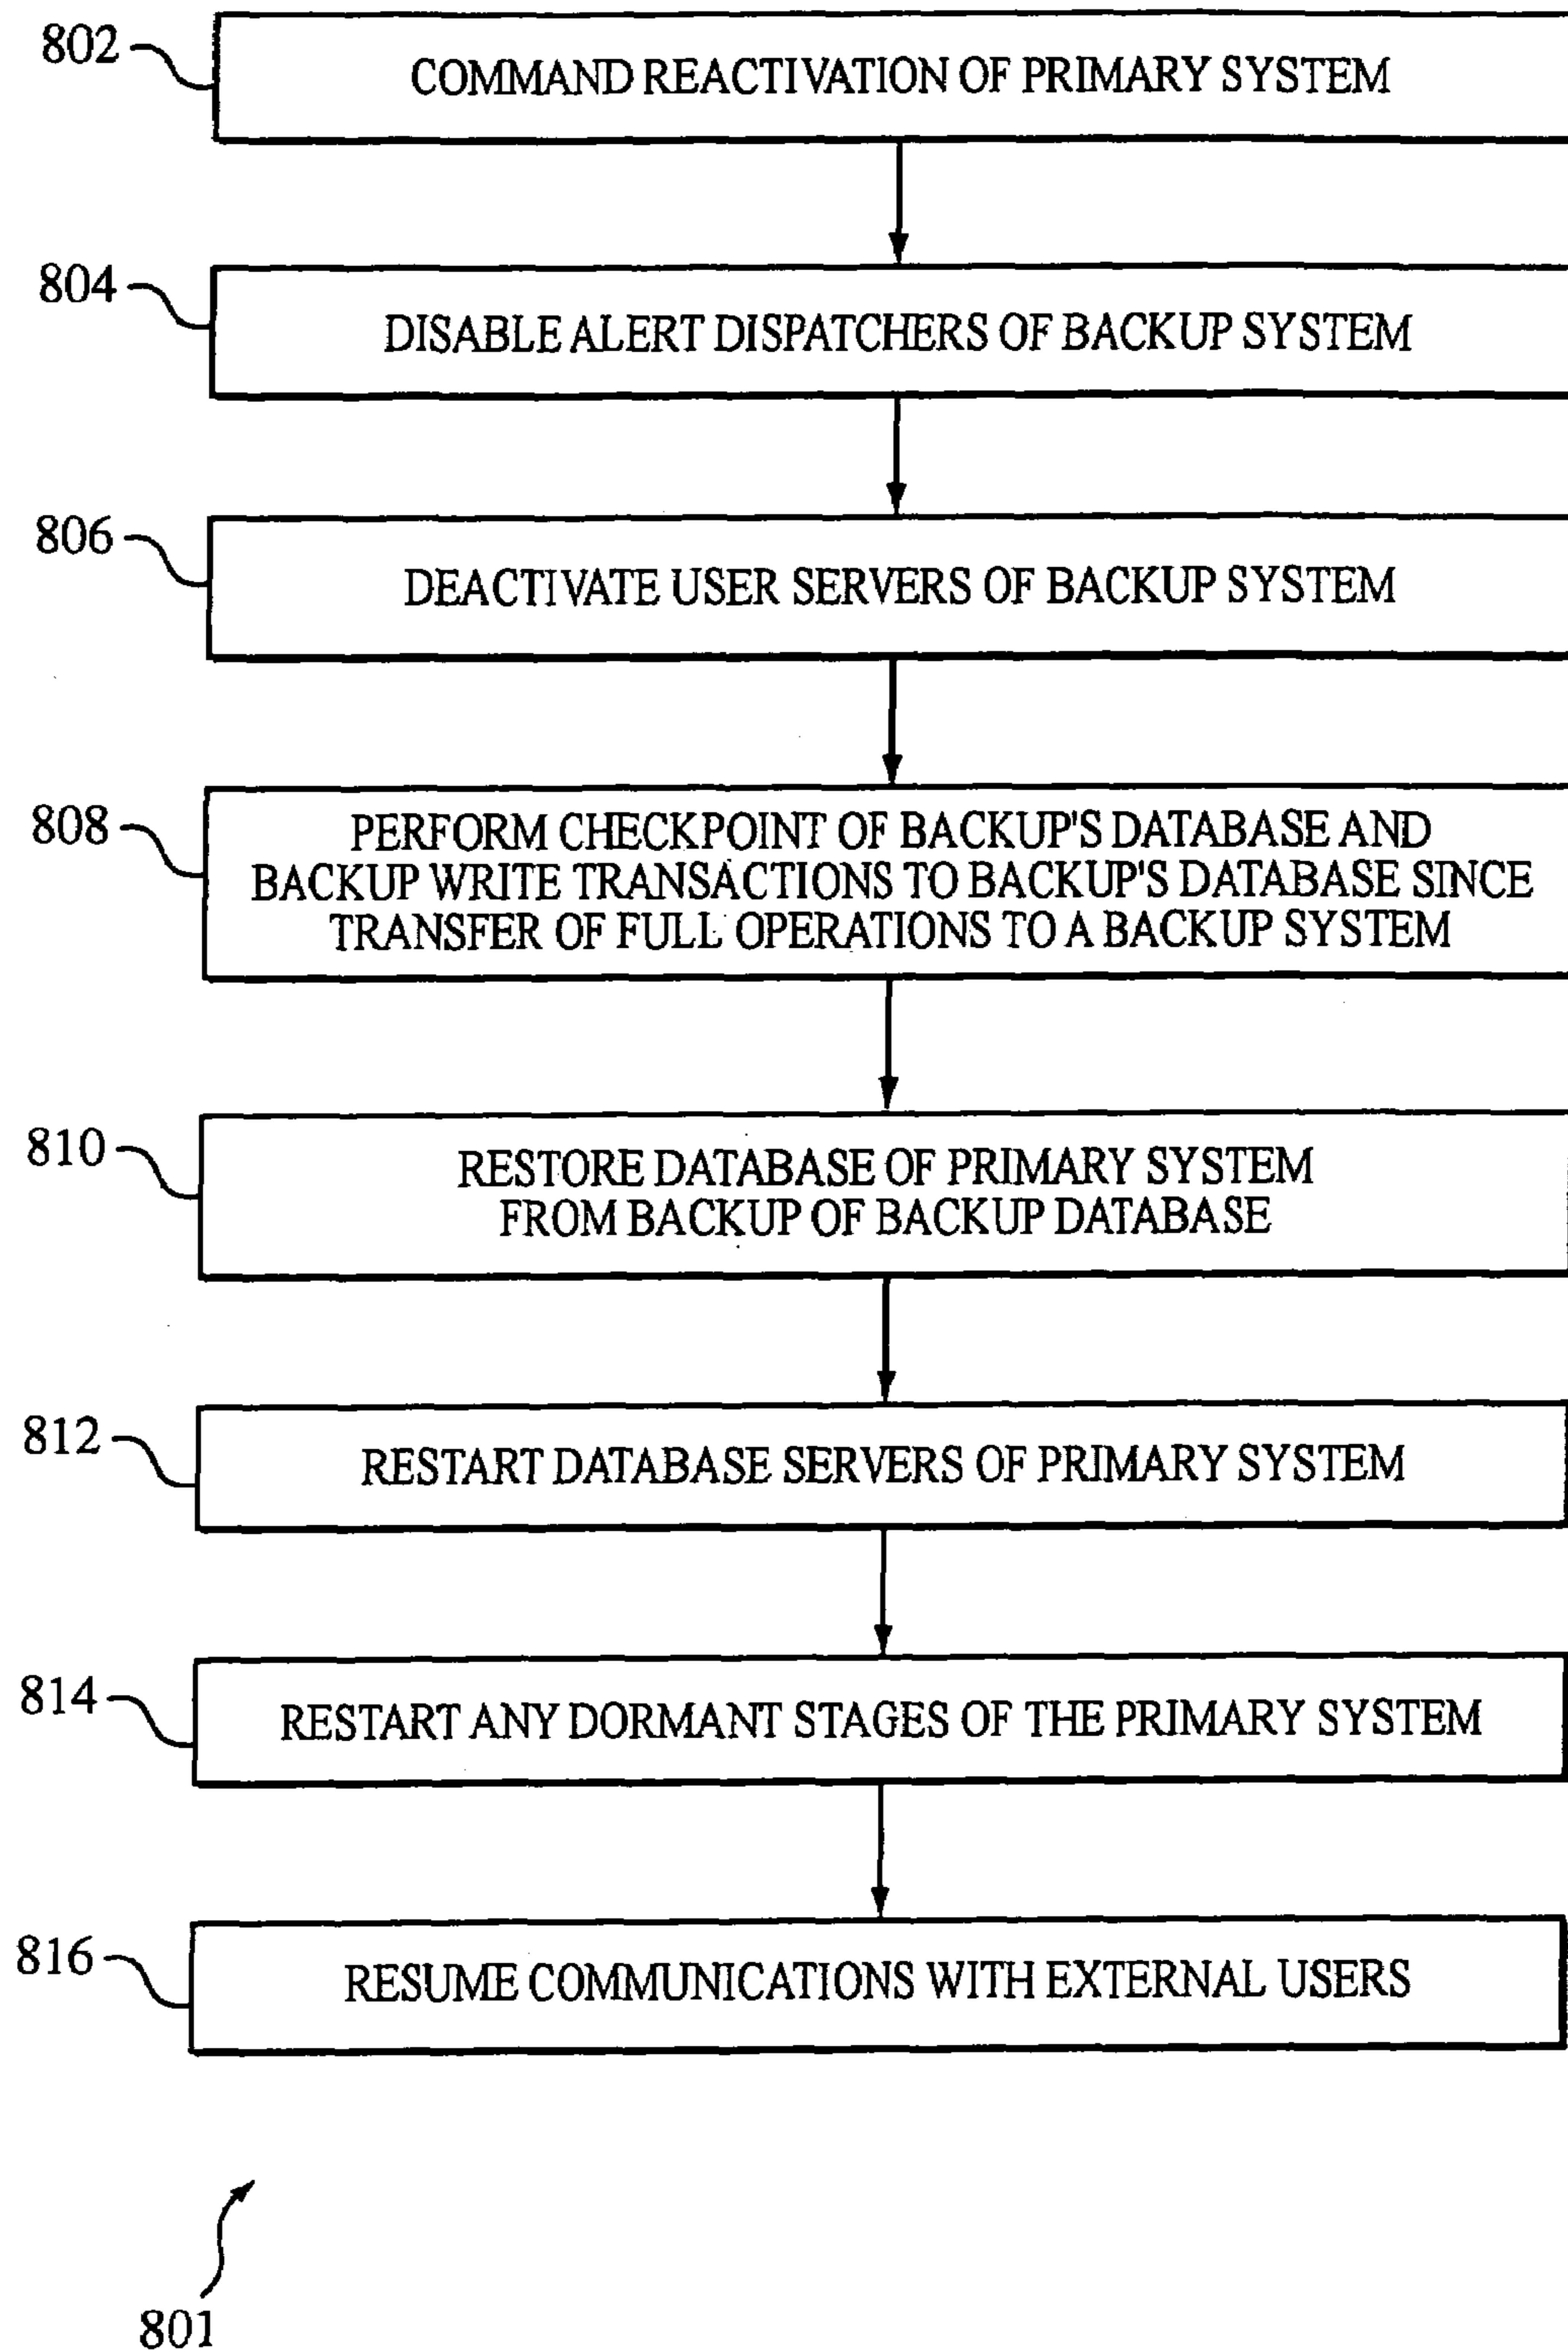 802
COMMAND REACTIVATION OF PRIMARY SYSTEM
804
DISABLE ALERT DISPATCHERS OF BACKUP SYSTEM
806
DEACTIVATE USER SERVERS OF BACKUP SYSTEM
808
PERFORM CHECKPOINT OF BACKUP'S DATABASE AND
BACKUP WRITE TRANSACTIONS TO BACKUP'S DATABASE SINCE
TRANSFER OF FULL OPERATIONS TO A BACKUP SYSTEM
810
RESTORE DATABASE OF PRIMARY SYSTEM
FROM BACKUP OF BACKUP DATABASE
812
RESTART DATABASE SERVERS OF PRIMARY SYSTEM
814
RESTART ANY DORMANT STAGES OF THE PRIMARY SYSTEM
816
RESUME COMMUNICATIONS WITH EXTERNAL USERS
801